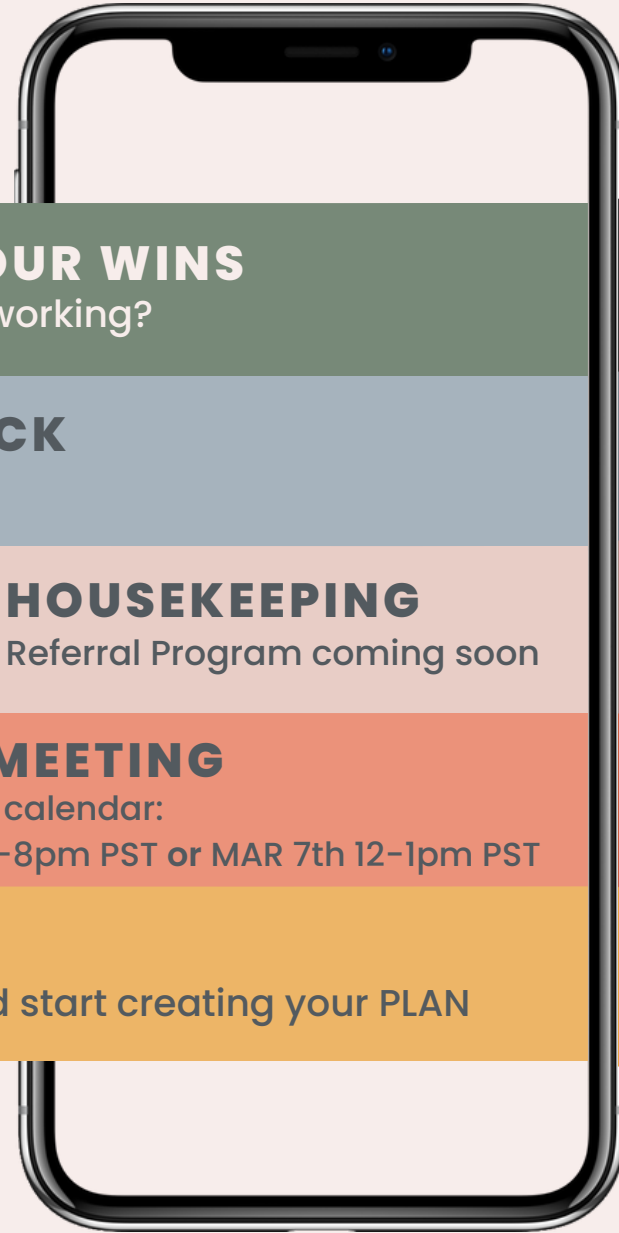 OUR WINS
working?
CK
HOUSEKEEPING
Referral Program coming soon
MEETING
calendar:
-8pm PST or MAR 7th 12-1pm PST
d start creating your PLAN